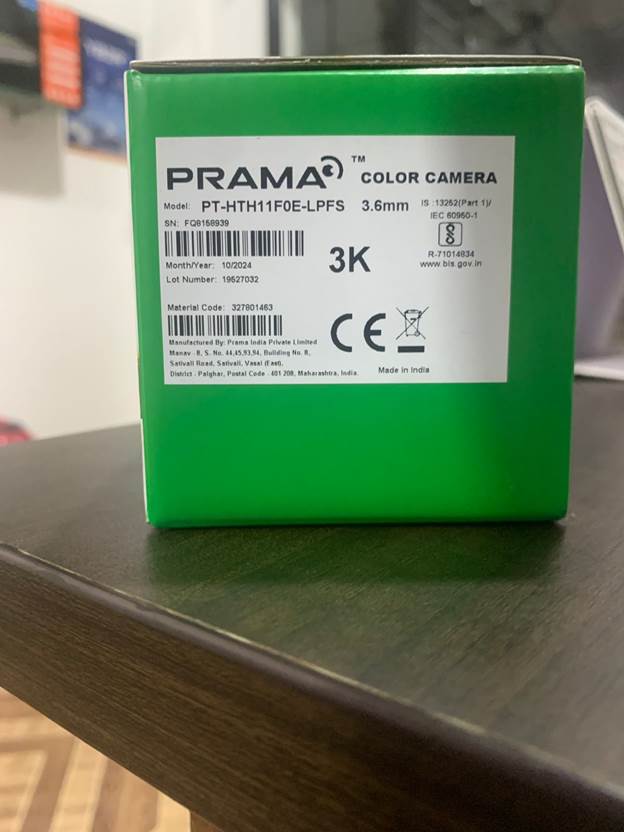 PRAMA ™ COLOR CAMERA
Model: PT-HTH11F0E-LPFS 3.6mm
IS :13252(Part 1)/
IEC 60950-1
SN: FQ8158939
R-71014834
www.bis.gov.in
Month/Year: 10/2024
Lot Number: 19527032
3K
Material Code: 327801463
CE
Manufactured By: Prama India Private Limited
Manav - B, S. No. 44,45,93,94, Building No. B,
Sativali Road, Sativali, Vasai (East),
District - Palghar, Postal Code - 401 208, Maharashtra, India.
Made in India